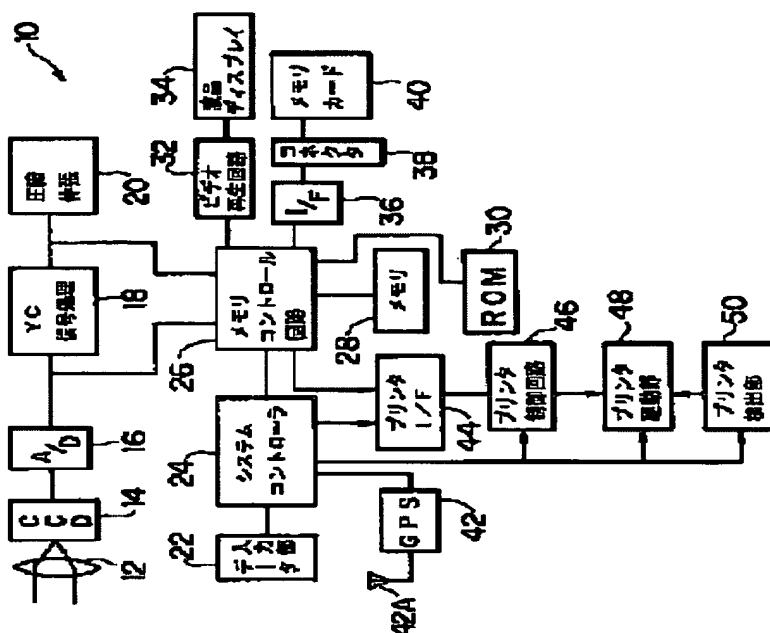 10
12
CCD
14
A/D
16
YC
信号処理
18
圧縮
伸張
20
データ
入力部
22
システム
コントローラ
24
メモリ
コントロール
回路
26
メモリ
28
ROM
30
ビデオ
再生回路
32
液晶
ディスプレイ
34
I/F
36
コネクタ
38
メモリ
カード
40
GPS
42
42A
プリンタ
I/F
44
プリンタ
制御回路
46
プリンタ
駆動部
48
プリンタ
検出部
50